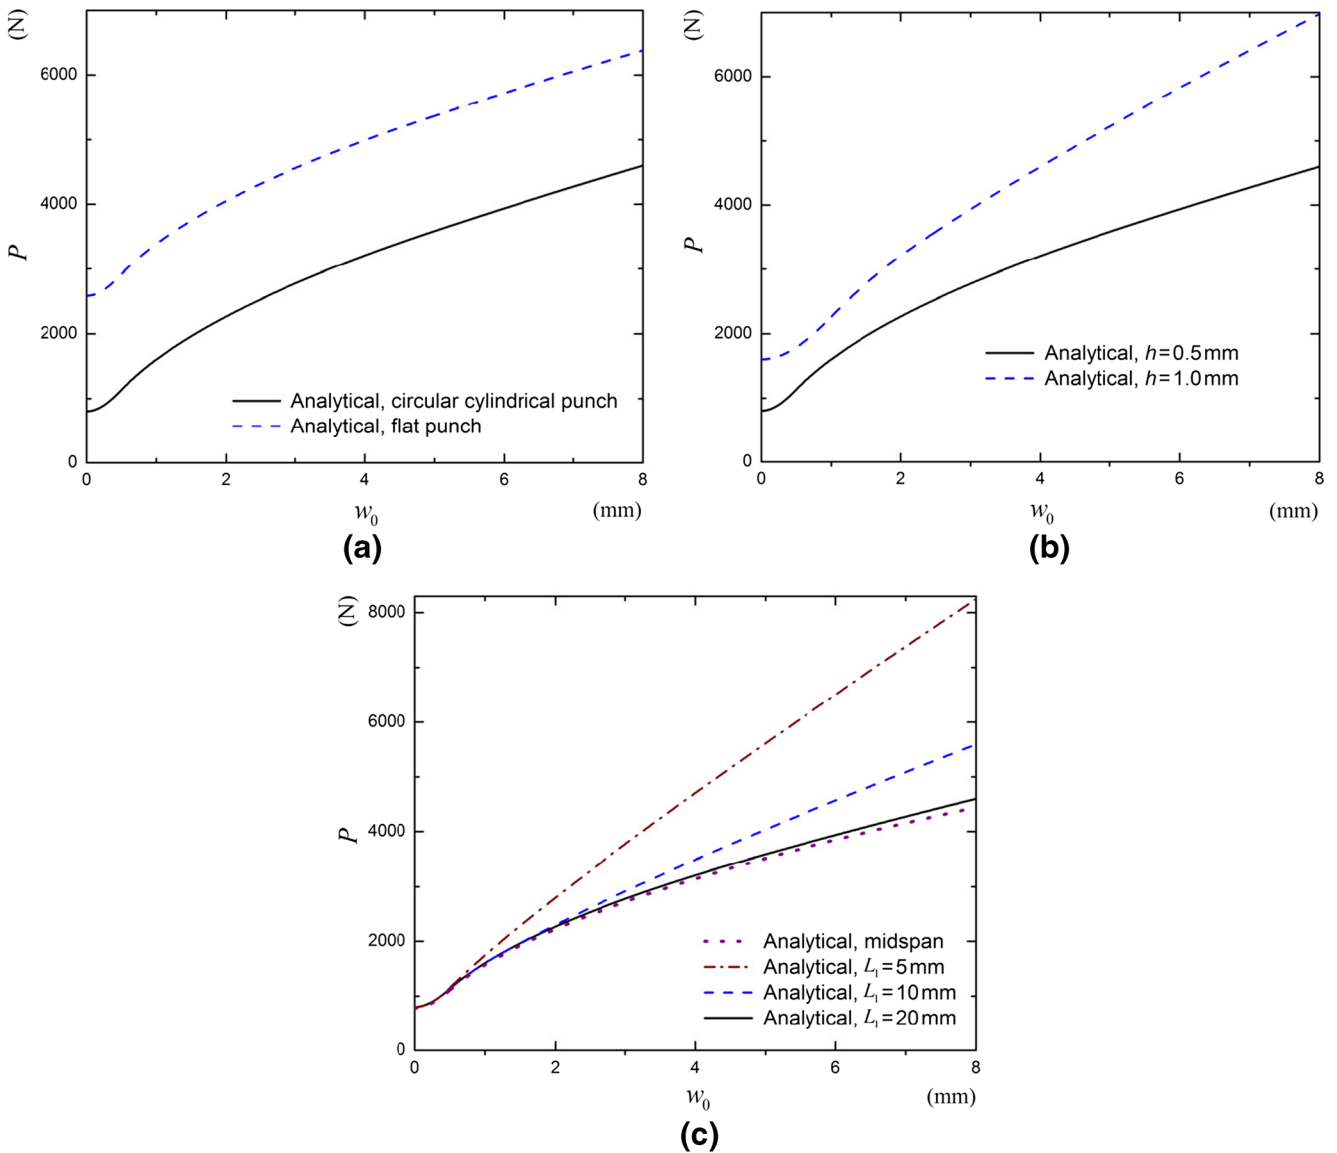 (N)
6000
4000
2000
0
P
Analytical, circular cylindrical punch
Analytical, flat punch
0 2 4 6 8
w0 (mm)
(a)
(N)
6000
4000
2000
0
P
Analytical, h=0.5mm
Analytical, h=1.0mm
0 2 4 6 8
w0 (mm)
(b)
(N)
8000
6000
4000
2000
0
P
Analytical, midspan
Analytical, L1=5mm
Analytical, L1=10mm
Analytical, L1=20mm
0 2 4 6 8
w0 (mm)
(c)